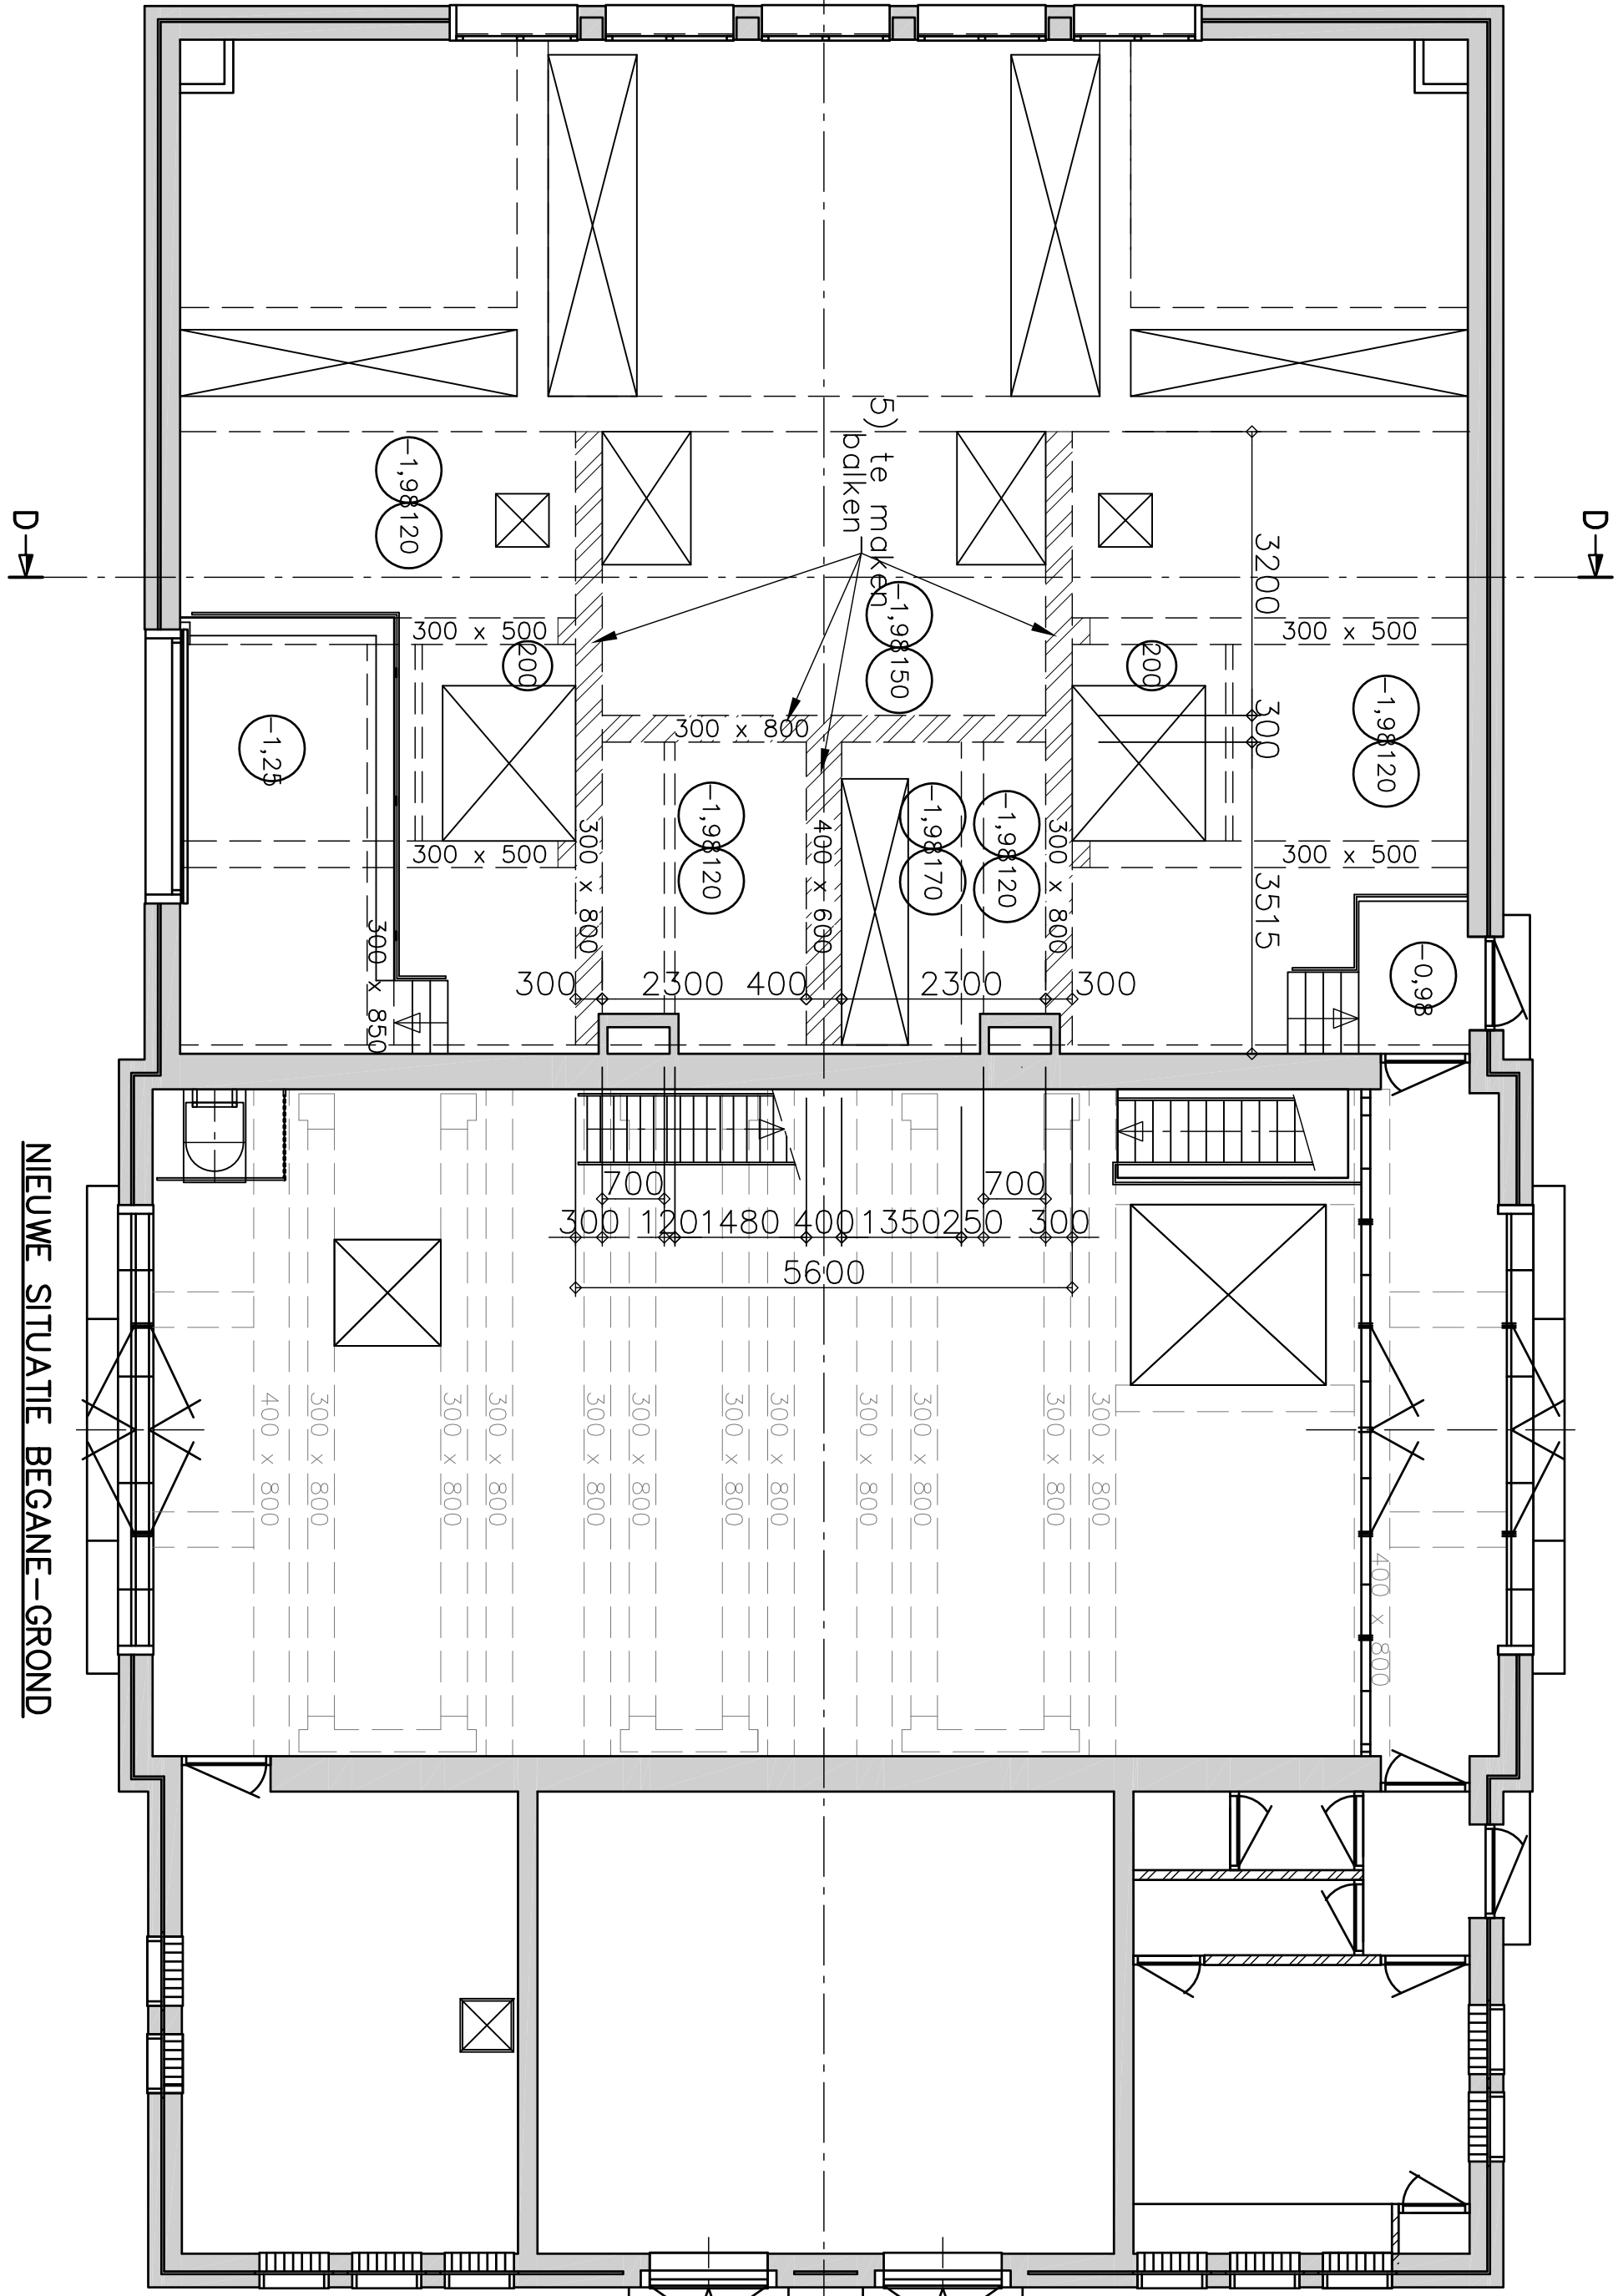 D
D
5) te maken
balken
-1,98
120
-1,98
150
3200
300 x 500
300 x 500
200
200
300
-1,98
120
-1,25
300 x 800
-1,98
120
-1,98
170
-1,98
120
300 x 500
300 x 500
300 x 800
400 x 600
300 x 800
3515
300 x 850
-0,98
300
2300
400
2300
300
700
700
300
120
1480
400
1350
250
300
5600
400 x 800
300 x 800
300 x 800
300 x 800
300 x 800
300 x 800
300 x 800
300 x 800
300 x 800
300 x 800
300 x 800
300 x 800
400 x 800
NIEUWE SITUATIE BEGANE-GROND